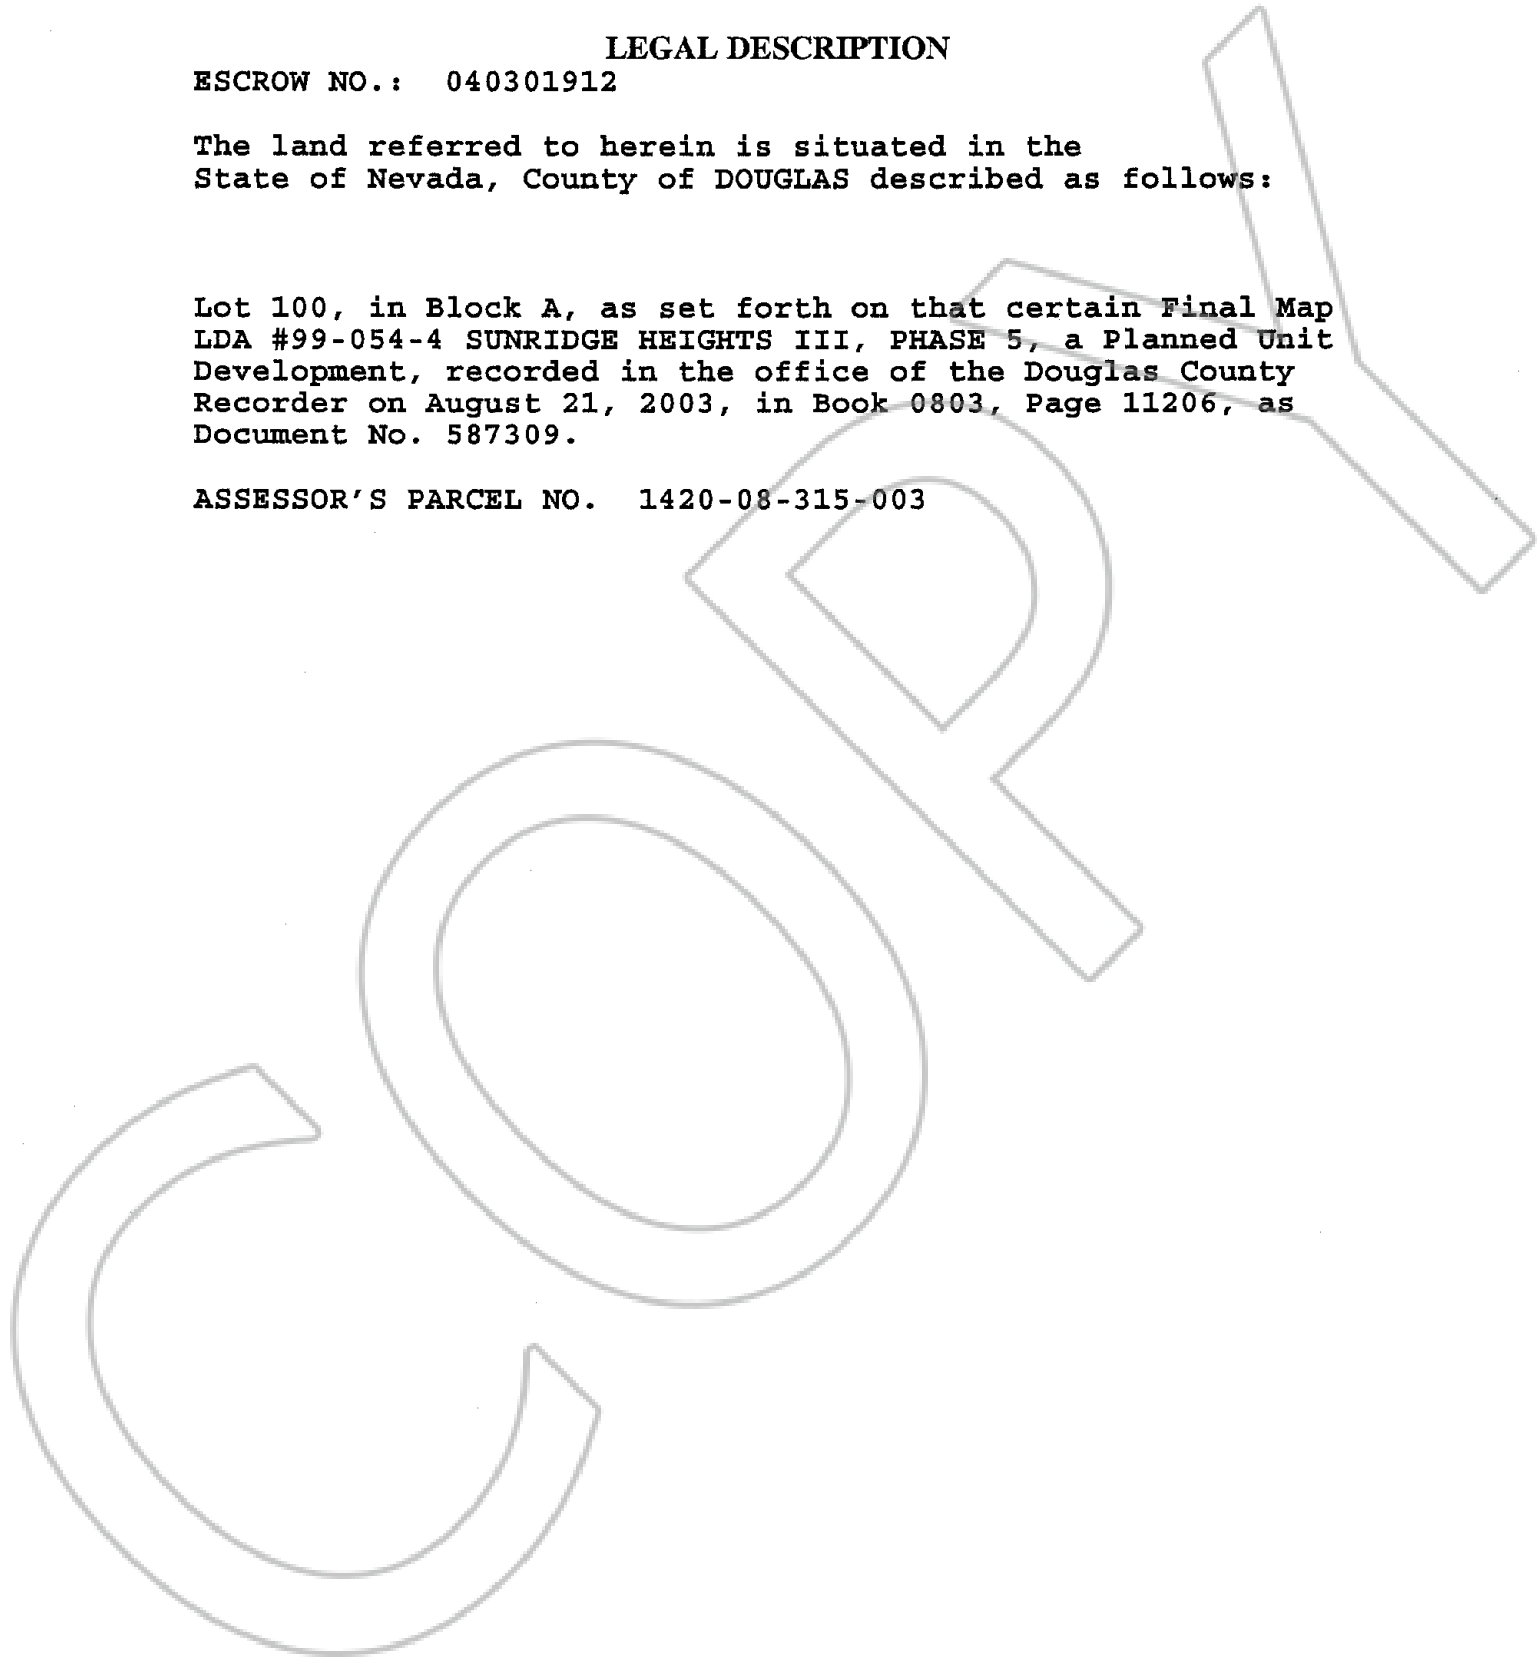 LEGAL DESCRIPTION
ESCROW NO.: 040301912
The land referred to herein is situated in the
State of Nevada, County of DOUGLAS described as follows:
Lot 100, in Block A, as set forth on that certain Final Map
LDA #99-054-4 SUNRIDGE HEIGHTS III, PHASE 5, a Planned Unit
Development, recorded in the office of the Douglas County
Recorder on August 21, 2003, in Book 0803, Page 11206, as
Document No. 587309.
ASSESSOR'S PARCEL NO. 1420-08-315-003
COPY